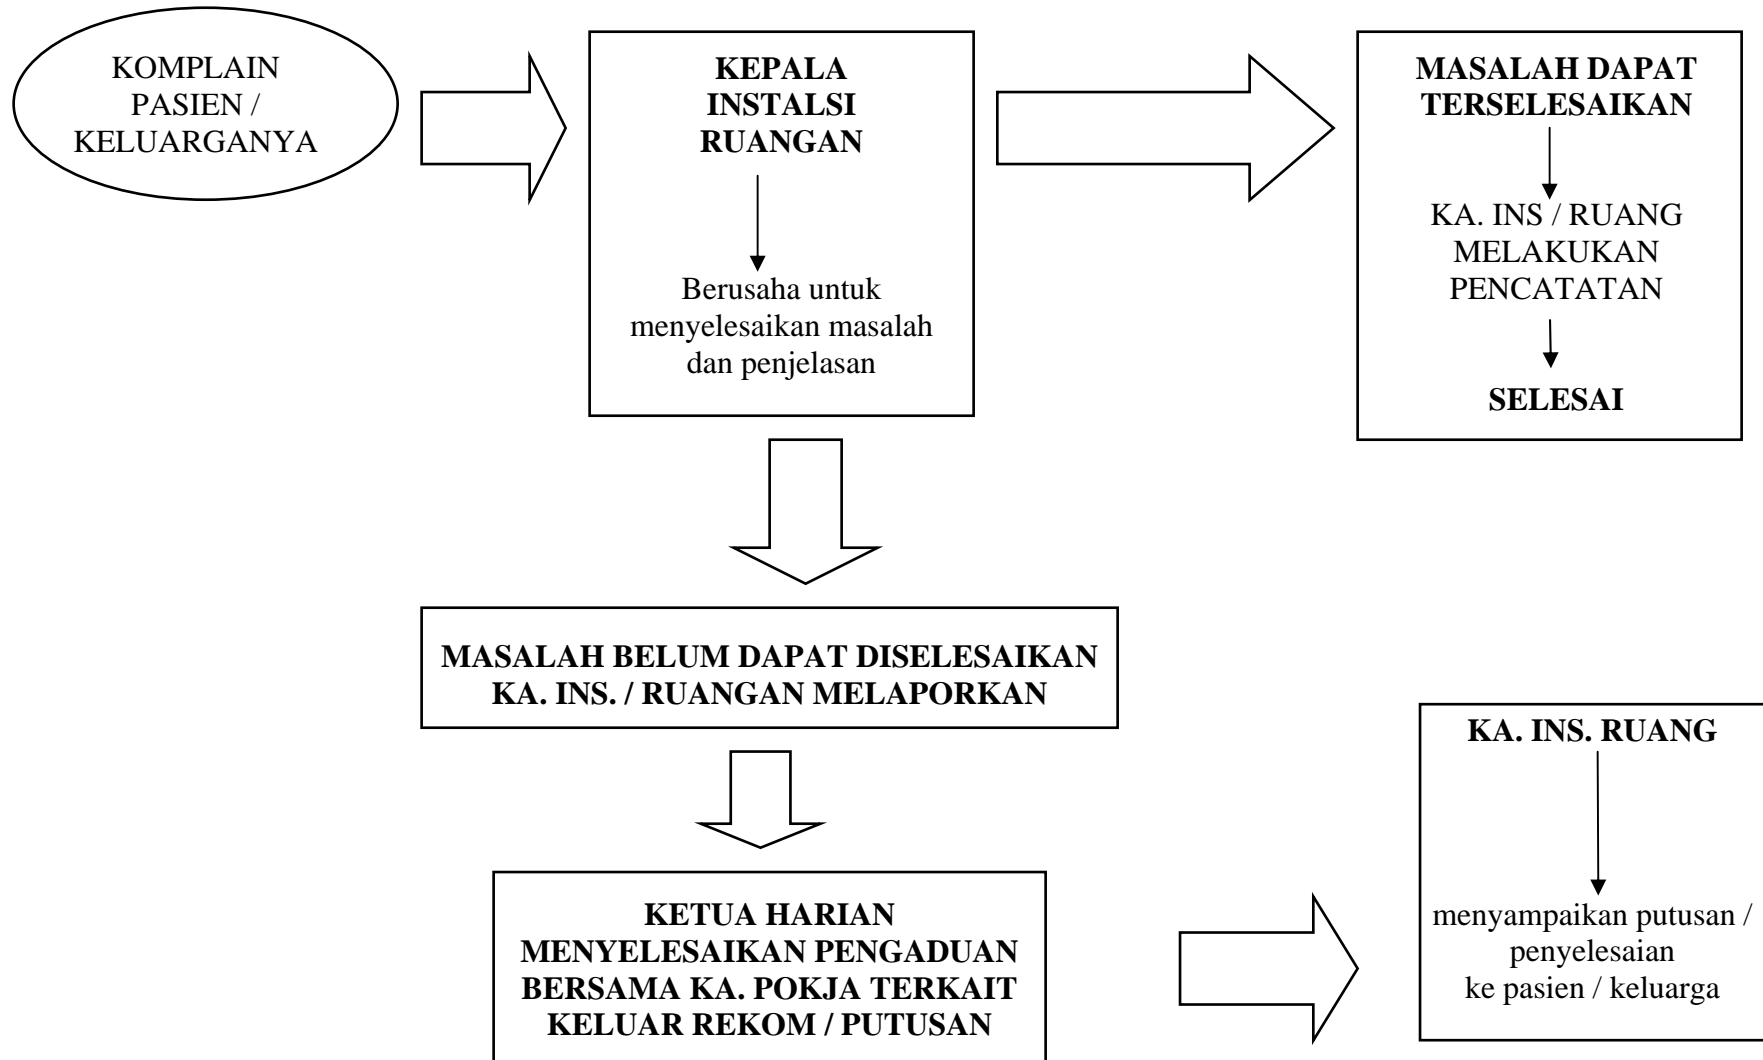 KOMPLAIN
PASIEN /
KELUARGANYA
KEPALA
INSTALSI
RUANGAN
Berusaha untuk
menyelesaikan masalah
dan penjelasan
MASALAH DAPAT
TERSELESAIKAN
KA. INS / RUANG
MELAKUKAN
PENCATATAN
SELESAI
MASALAH BELUM DAPAT DISELESAIKAN
KA. INS. / RUANGAN MELAPORKAN
KETUA HARIAN
MENYELESAIKAN PENGADUAN
BERSAMA KA. POKJA TERKAIT
KELUAR REKOM / PUTUSAN
KA. INS. RUANG
menyampaikan putusan /
penyelesaian
ke pasien / keluarga